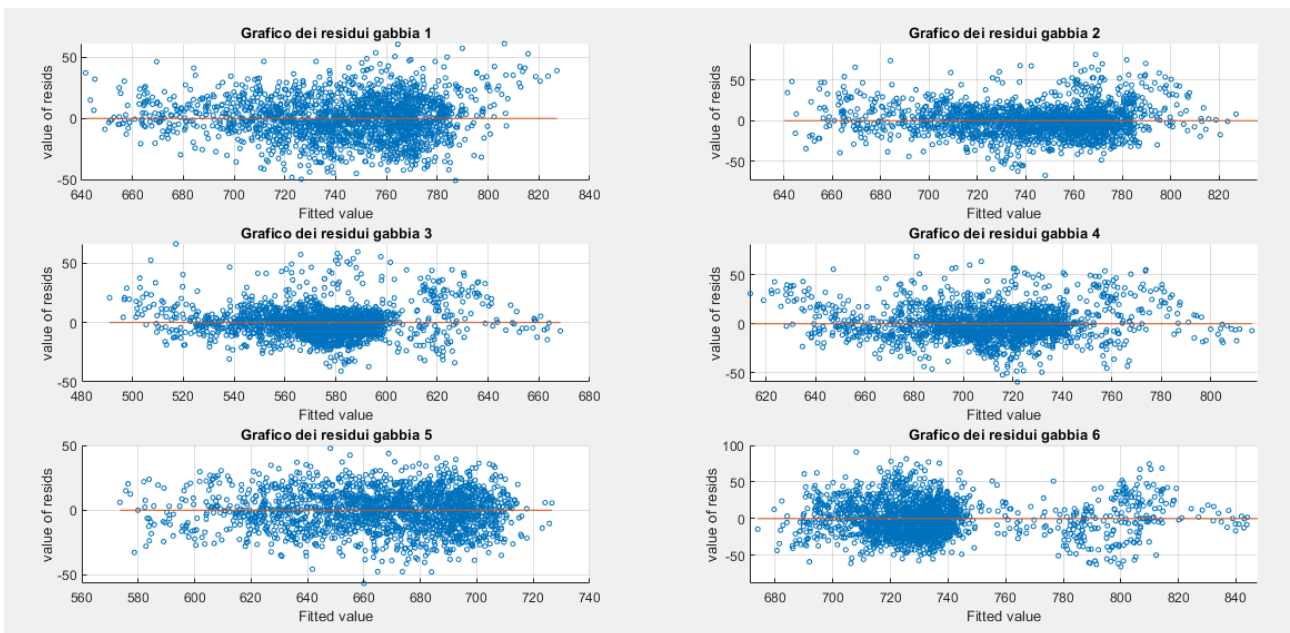 Grafico dei residui gabbia 1
value of resids
50
0
-50
640 660 680 700 720 740 760 780 800 820 840
Fitted value
Grafico dei residui gabbia 2
value of resids
50
0
-50
640 660 680 700 720 740 760 780 800 820
Fitted value
Grafico dei residui gabbia 3
value of resids
50
0
-50
480 500 520 540 560 580 600 620 640 660 680
Fitted value
Grafico dei residui gabbia 4
value of resids
50
0
-50
620 640 660 680 700 720 740 760 780 800
Fitted value
Grafico dei residui gabbia 5
value of resids
50
0
-50
560 580 600 620 640 660 680 700 720 740
Fitted value
Grafico dei residui gabbia 6
value of resids
100
50
0
-50
680 700 720 740 760 780 800 820 840
Fitted value